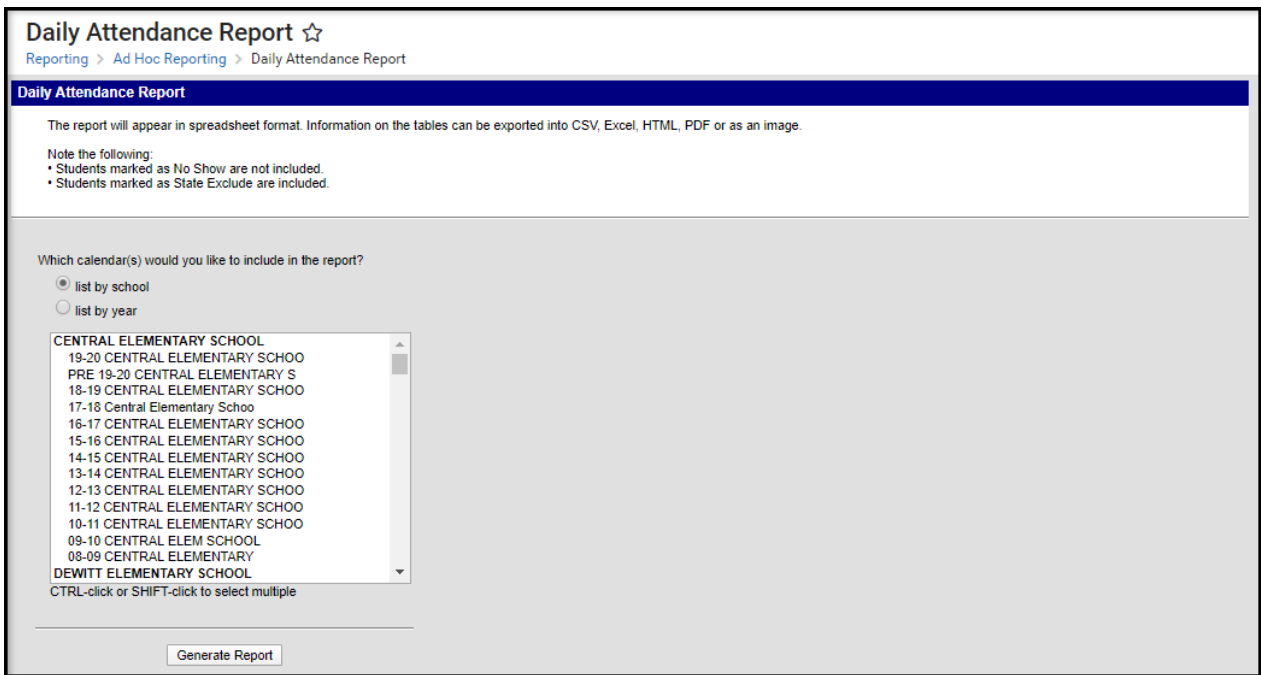 Daily Attendance Report ☆
Reporting > Ad Hoc Reporting > Daily Attendance Report
Daily Attendance Report
The report will appear in spreadsheet format. Information on the tables can be exported into CSV, Excel, HTML, PDF or as an image.
Note the following:
• Students marked as No Show are not included.
• Students marked as State Exclude are included.
Which calendar(s) would you like to include in the report?
list by school
list by year
CENTRAL ELEMENTARY SCHOOL
19-20 CENTRAL ELEMENTARY SCHOO
PRE 19-20 CENTRAL ELEMENTARY S
18-19 CENTRAL ELEMENTARY SCHOO
17-18 Central Elementary Schoo
16-17 CENTRAL ELEMENTARY SCHOO
15-16 CENTRAL ELEMENTARY SCHOO
14-15 CENTRAL ELEMENTARY SCHOO
13-14 CENTRAL ELEMENTARY SCHOO
12-13 CENTRAL ELEMENTARY SCHOO
11-12 CENTRAL ELEMENTARY SCHOO
10-11 CENTRAL ELEMENTARY SCHOO
09-10 CENTRAL ELEM SCHOOL
08-09 CENTRAL ELEMENTARY
DEWITT ELEMENTARY SCHOOL
CTRL-click or SHIFT-click to select multiple
Generate Report